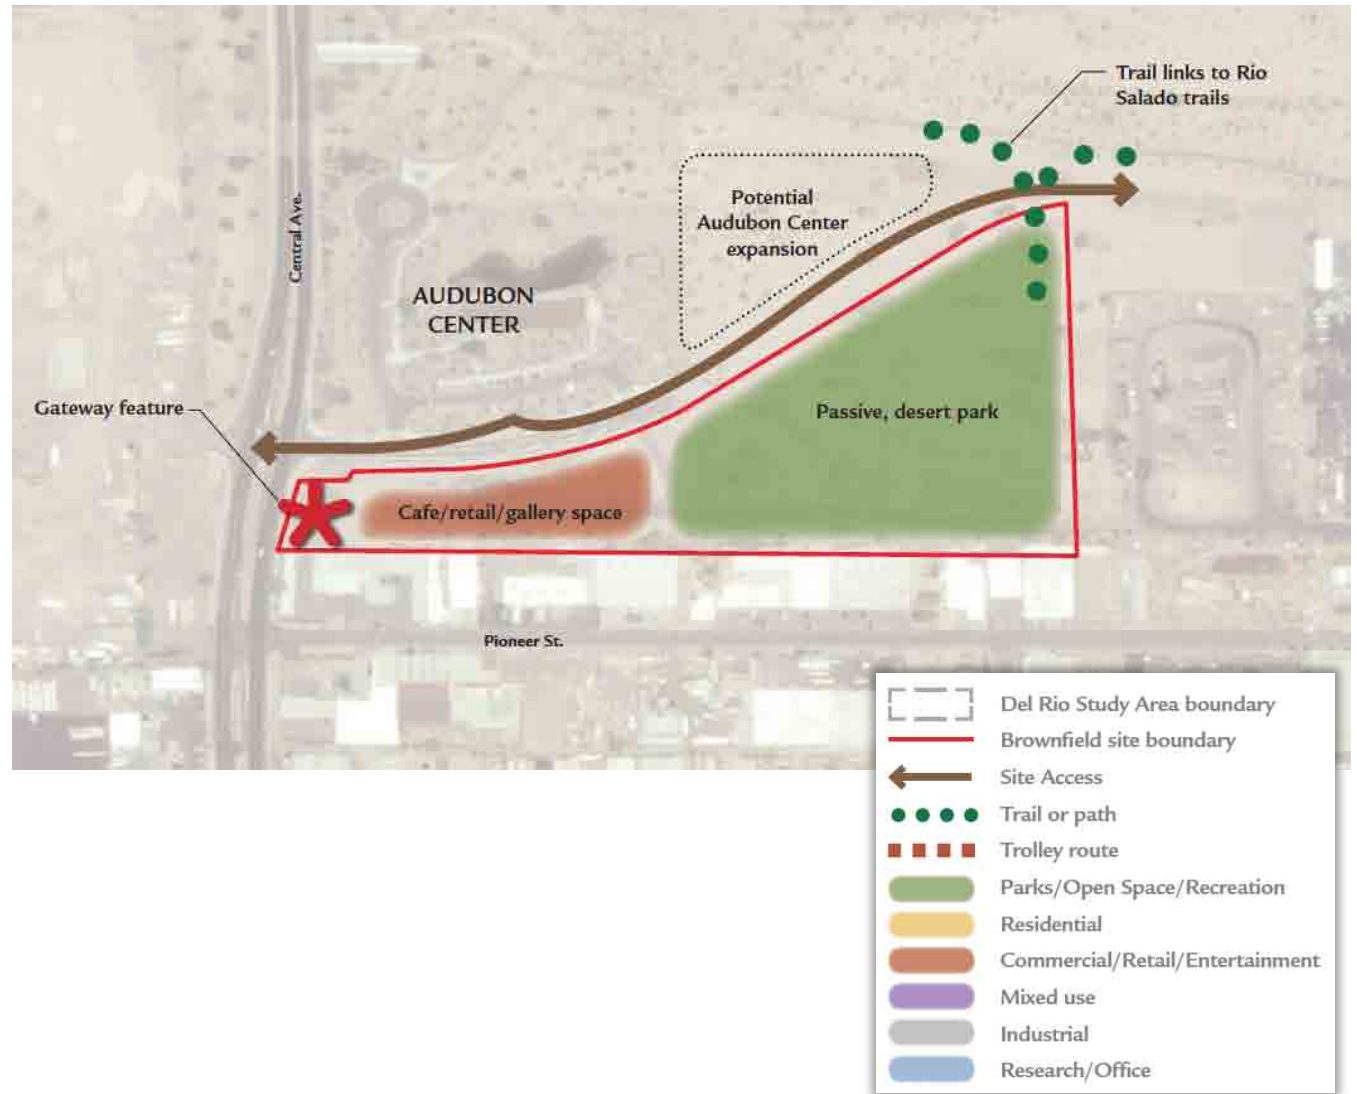 Trail links to Rio
Salado trails
Potential
Audubon Center
expansion
Central Ave.
AUDUBON
CENTER
Gateway feature
Passive, desert park
Cafe/retail/gallery space
Pioneer St.
Del Rio Study Area boundary
Brownfield site boundary
Site Access
Trail or path
Trolley route
Parks/Open Space/Recreation
Residential
Commercial/Retail/Entertainment
Mixed use
Industrial
Research/Office